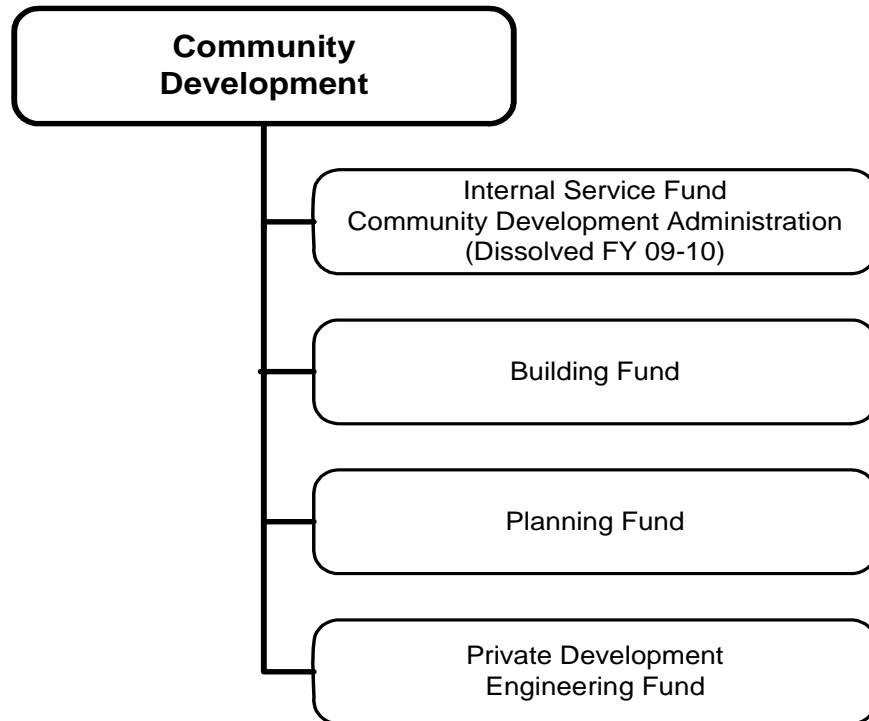 Community
Development
Internal Service Fund
Community Development Administration
(Dissolved FY 09-10)
Building Fund
Planning Fund
Private Development
Engineering Fund